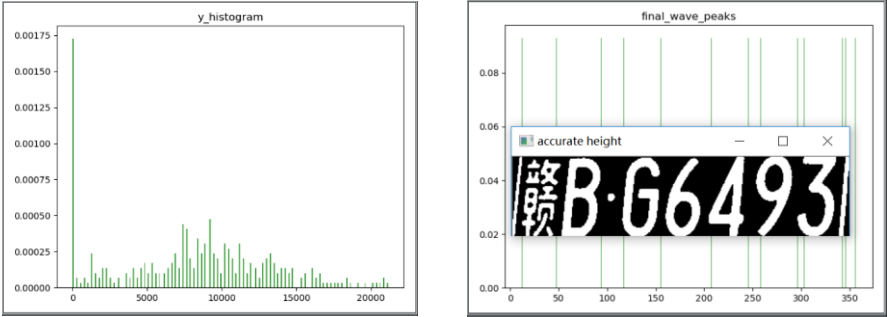 y_histogram
0.00175
0.00150
0.00125
0.00100
0.00075
0.00050
0.00025
0.00000
0 5000 10000 15000 20000
final_wave_peaks
0.08
0.06
0.04
0.02
0.00
accurate height
赣B·G6493
0 50 100 150 200 250 300 350